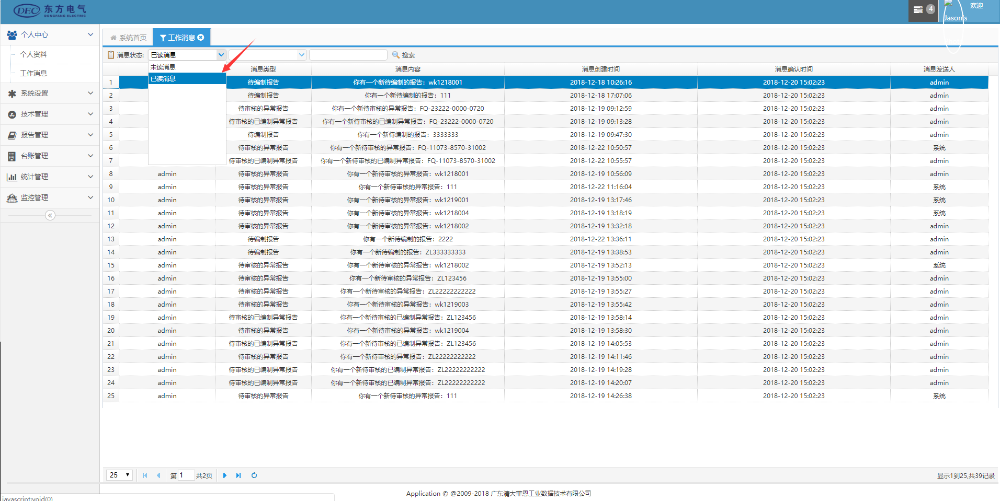 DEC 东方电气
DONGFANG ELECTRIC
4
欢迎
Jason's
个人中心
个人资料
工作消息
系统设置
技术管理
报告管理
台账管理
统计管理
监控管理
系统首页 工作消息
消息状态: 已读消息 搜索
未读消息
已读消息
消息类型 消息内容 消息创建时间 消息确认时间 消息发送人
1 待编制报告 你有一个新待编制的报告：wk1218001 2018-12-18 10:26:16 2018-12-20 15:02:23 admin
2 待编制报告 你有一个新待编制的报告：111 2018-12-18 17:07:06 2018-12-20 15:02:23 admin
3 待审核的异常报告 你有一个新待审核的异常报告：FQ-23222-0000-0720 2018-12-19 09:12:59 2018-12-20 15:02:23 admin
4 待审核的已编制异常报告 你有一个新待审核的已编制异常报告：FQ-23222-0000-0720 2018-12-19 09:13:28 2018-12-20 15:02:23 admin
5 待编制报告 你有一个新待编制的报告：3333333 2018-12-19 09:47:30 2018-12-20 15:02:23 admin
6 待审核的异常报告 你有一个新待审核的异常报告：FQ-11073-8570-31002 2018-12-22 10:50:57 2018-12-20 15:02:23 系统
7 待审核的已编制异常报告 你有一个新待审核的已编制异常报告：FQ-11073-8570-31002 2018-12-22 10:55:57 2018-12-20 15:02:23 admin
8 admin 待审核的异常报告 你有一个新待审核的异常报告：wk1218001 2018-12-19 10:56:09 2018-12-20 15:02:23 admin
9 admin 待审核的异常报告 你有一个新待审核的异常报告：111 2018-12-22 11:16:04 2018-12-20 15:02:23 系统
10 admin 待审核的异常报告 你有一个新待审核的异常报告：wk1219001 2018-12-19 13:17:46 2018-12-20 15:02:23 系统
11 admin 待审核的异常报告 你有一个新待审核的异常报告：wk1218004 2018-12-19 13:18:19 2018-12-20 15:02:23 系统
12 admin 待审核的异常报告 你有一个新待审核的异常报告：wk1218002 2018-12-19 13:32:18 2018-12-20 15:02:23 admin
13 admin 待编制报告 你有一个新待编制的报告：2222 2018-12-22 13:36:11 2018-12-20 15:02:23 admin
14 admin 待编制报告 你有一个新待编制的报告：ZL333333333 2018-12-19 13:38:53 2018-12-20 15:02:23 admin
15 admin 待审核的异常报告 你有一个新待审核的异常报告：wk1218002 2018-12-19 13:52:13 2018-12-20 15:02:23 系统
16 admin 待审核的异常报告 你有一个新待审核的异常报告：ZL123456 2018-12-19 13:55:00 2018-12-20 15:02:23 admin
17 admin 待审核的异常报告 你有一个新待审核的异常报告：ZL22222222222 2018-12-19 13:55:27 2018-12-20 15:02:23 admin
18 admin 待审核的异常报告 你有一个新待审核的异常报告：wk1219003 2018-12-19 13:55:42 2018-12-20 15:02:23 admin
19 admin 待审核的已编制异常报告 你有一个新待审核的已编制异常报告：ZL123456 2018-12-19 13:58:14 2018-12-20 15:02:23 admin
20 admin 待审核的异常报告 你有一个新待审核的异常报告：wk1219004 2018-12-19 13:58:30 2018-12-20 15:02:23 admin
21 admin 待审核的已编制异常报告 你有一个新待审核的已编制异常报告：ZL123456 2018-12-19 14:05:53 2018-12-20 15:02:23 admin
22 admin 待审核的异常报告 你有一个新待审核的异常报告：ZL22222222222 2018-12-19 14:11:46 2018-12-20 15:02:23 admin
23 admin 待审核的已编制异常报告 你有一个新待审核的已编制异常报告：ZL22222222222 2018-12-19 14:19:28 2018-12-20 15:02:23 admin
24 admin 待审核的已编制异常报告 你有一个新待审核的已编制异常报告：ZL22222222222 2018-12-19 14:20:07 2018-12-20 15:02:23 admin
25 admin 待审核的异常报告 你有一个新待审核的异常报告：111 2018-12-19 14:26:38 2018-12-20 15:02:23 系统
25 第 1 共2页 显示1到25,共39记录
Application © @2009-2018 广东清大菲恩工业数据技术有限公司
javascript:void(0)